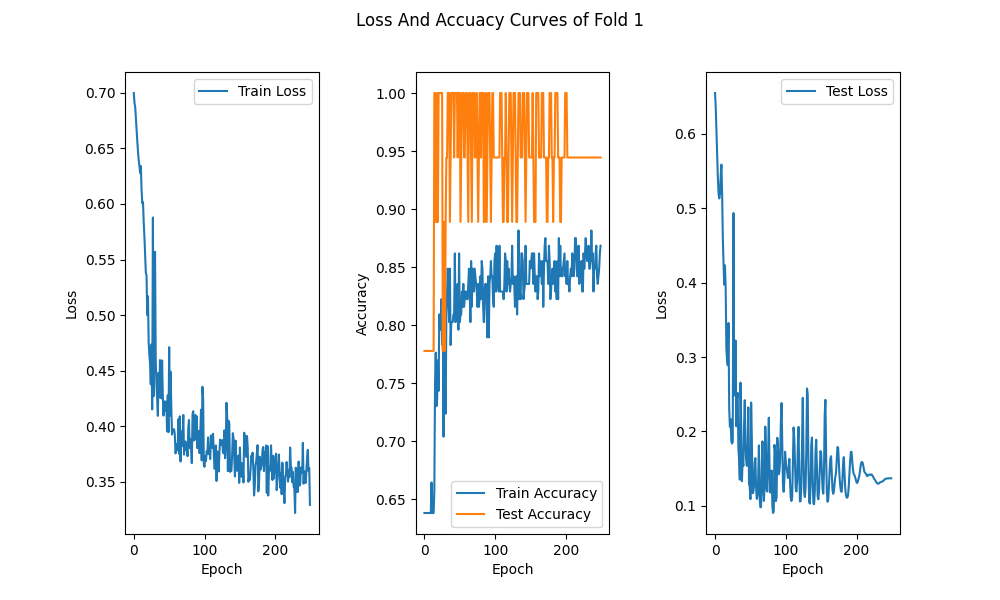 Loss And Accuacy Curves of Fold 1
Train Loss
0.70
0.65
0.60
0.55
0.50
0.45
0.40
0.35
Loss
0 100 200
Epoch
1.00
0.95
0.90
0.85
0.80
0.75
0.70
0.65
Accuracy
Train Accuracy
Test Accuracy
0 100 200
Epoch
Test Loss
0.6
0.5
0.4
0.3
0.2
0.1
Loss
0 100 200
Epoch